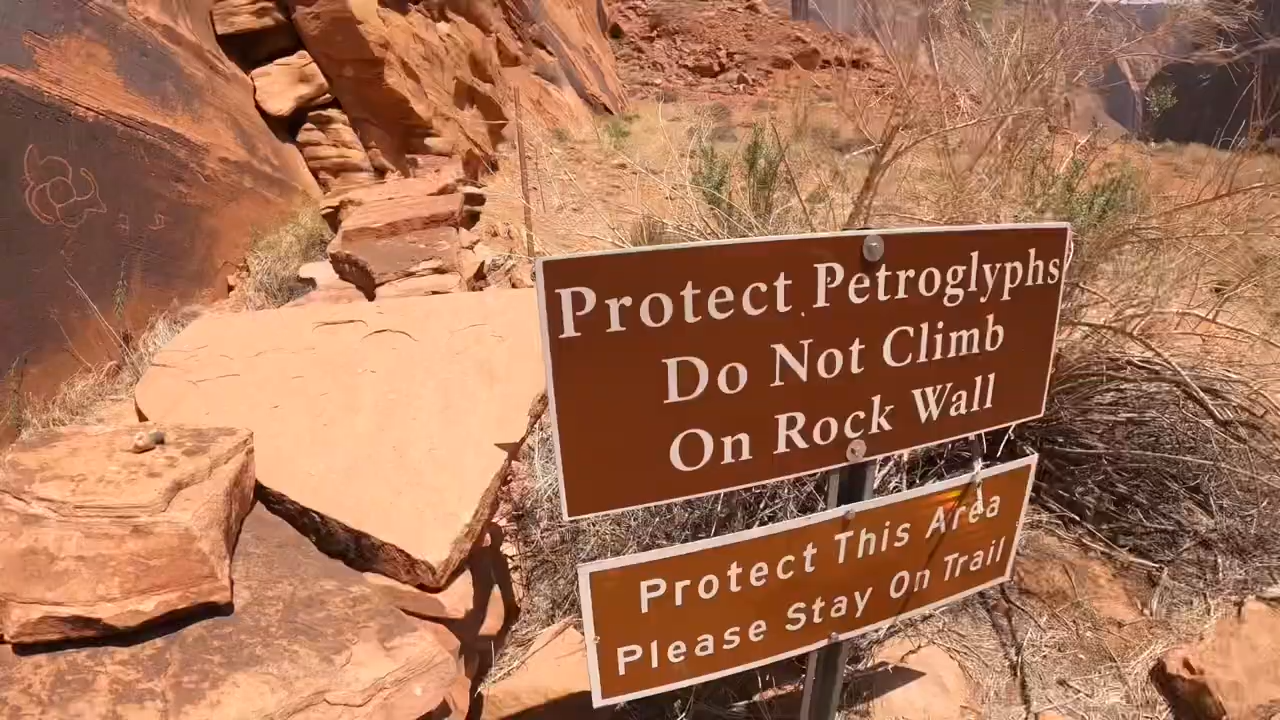 Protect Petroglyphs
Do Not Climb
On Rock Wall
Protect This Area
Please Stay On Trail